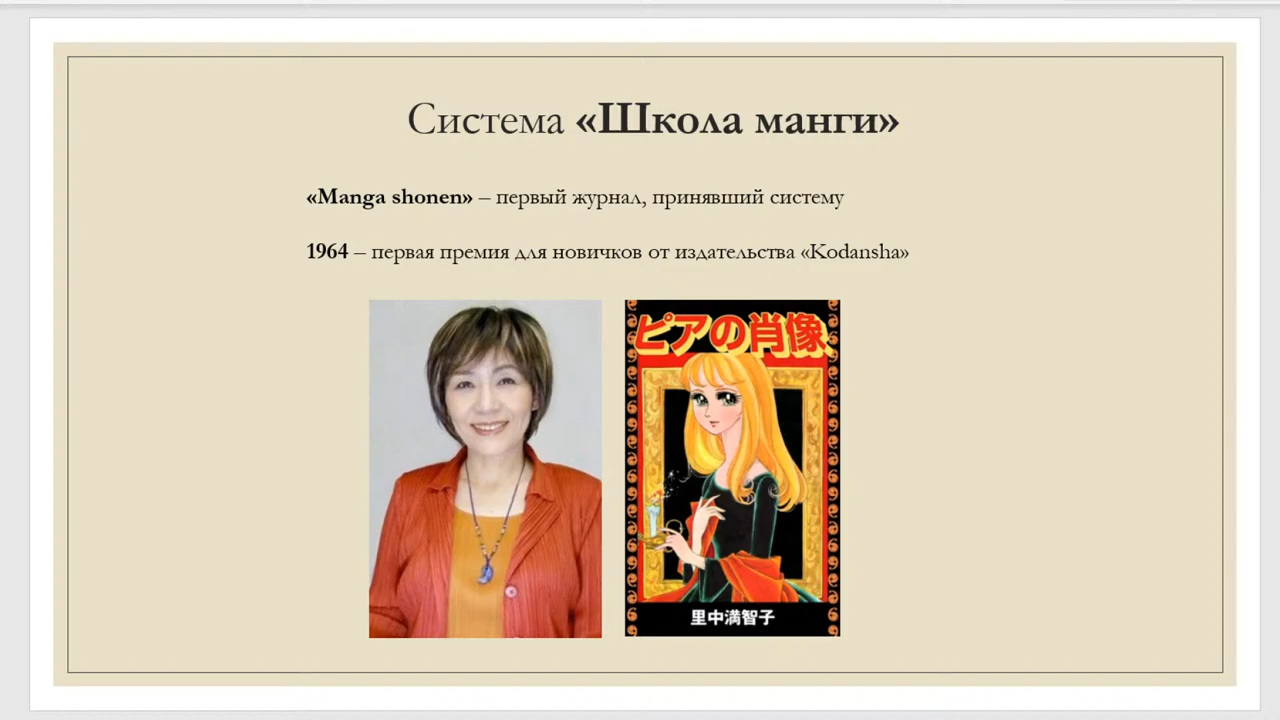 Система «Школа манги»
«Manga shonen» – первый журнал, принявший систему
1964 – первая премия для новичков от издательства «Kodansha»
ピアの肖像
里中満智子